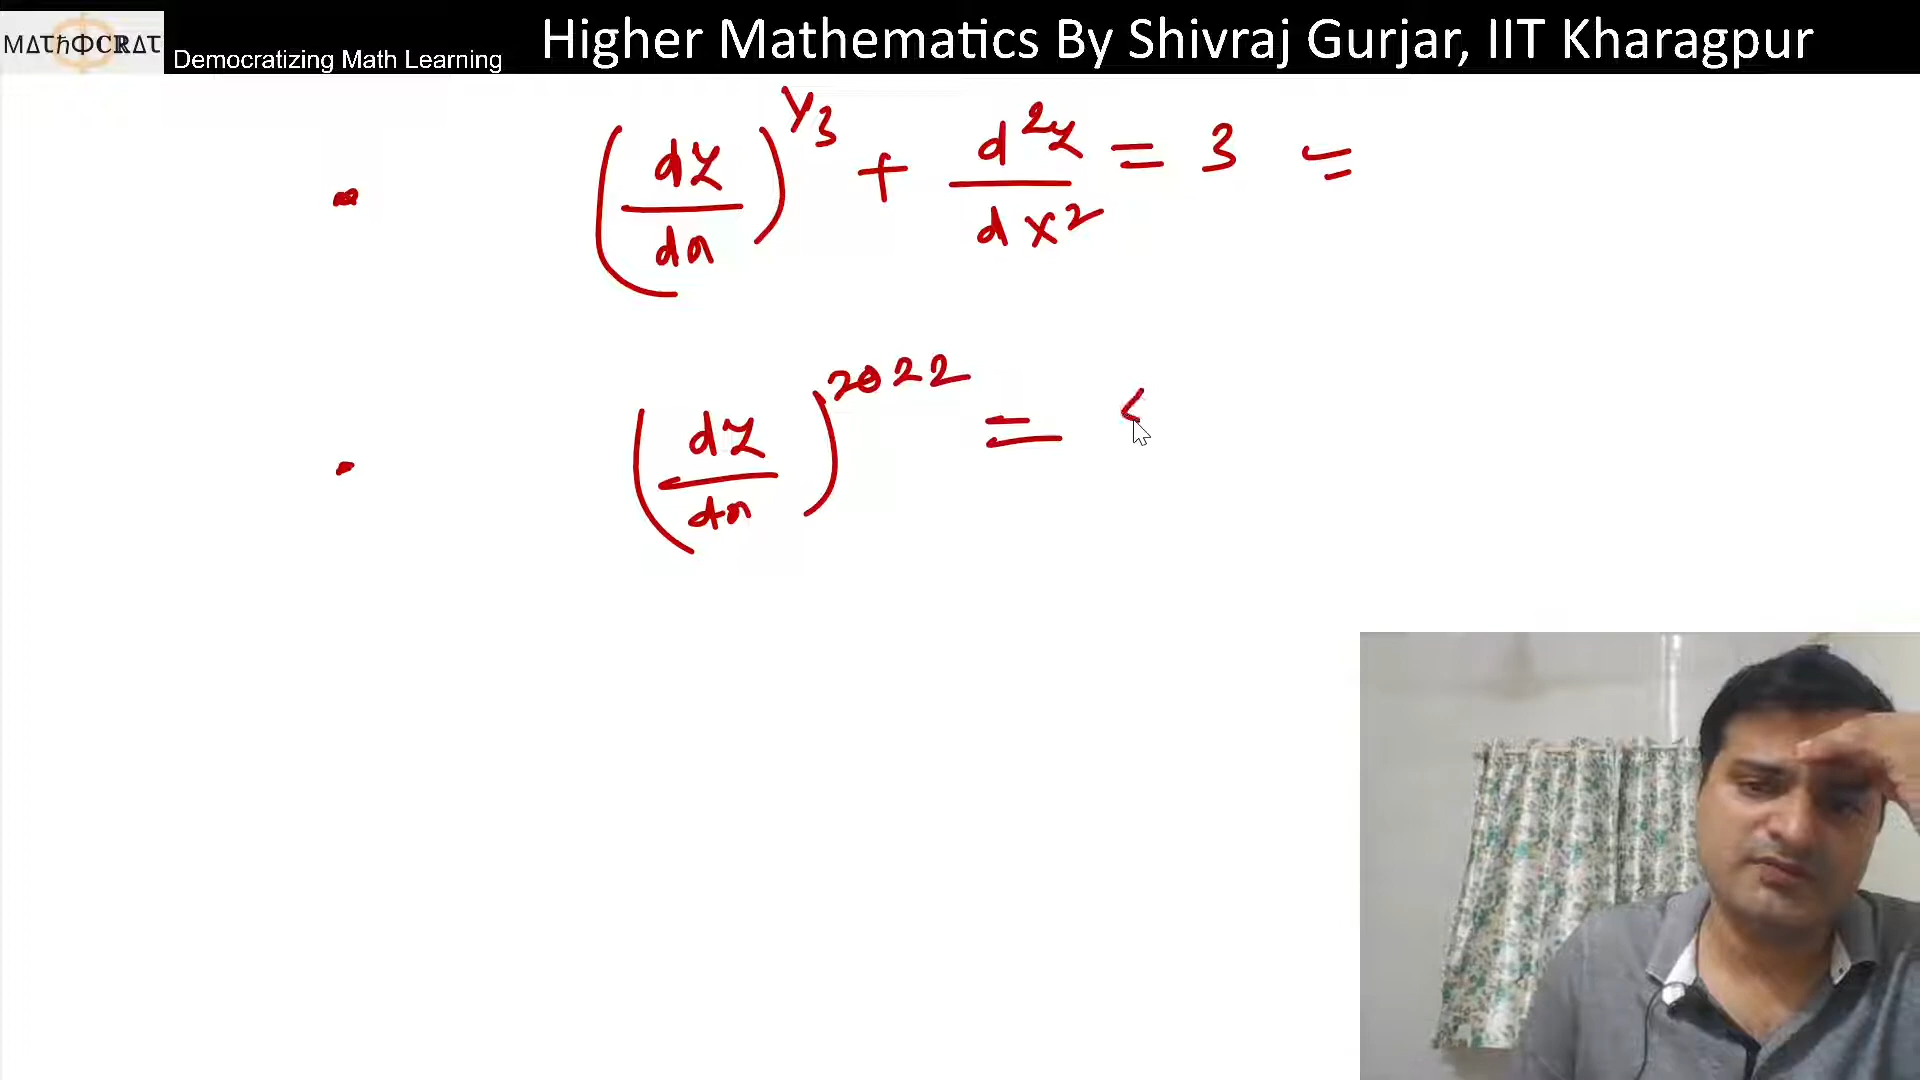 MΔTħΦCℝΔT
Democratizing Math Learning
Higher Mathematics By Shivraj Gurjar, IIT Kharagpur
(dy/dx)^1/3 + d²y/dx² = 3 =
(dy/dx)^2022 =